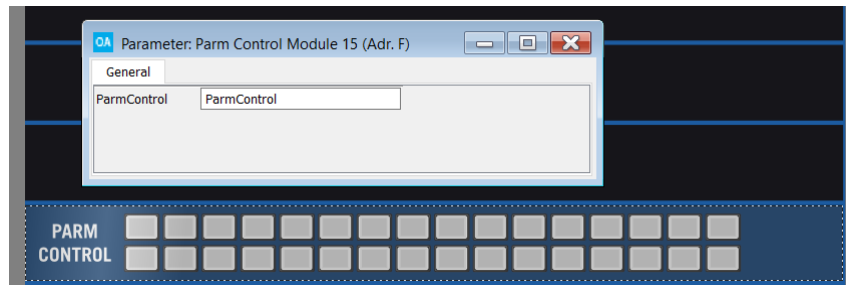 OA Parameter: Parm Control Module 15 (Adr. F)
General
ParmControl ParmControl
PARM
CONTROL